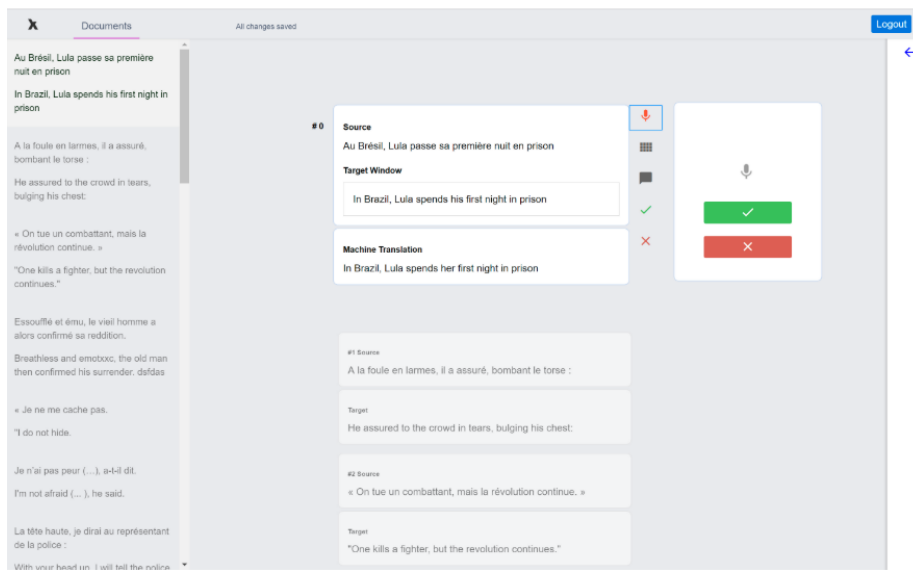 X
Documents
All changes saved
Logout
Au Brésil, Lula passe sa première
nuit en prison
In Brazil, Lula spends his first night in
prison
A la foule en larmes, il a assuré,
bombant le torse :
He assured to the crowd in tears,
bulging his chest:
« On tue un combattant, mais la
révolution continue. »
"One kills a fighter, but the revolution
continues."
Essoufflé et ému, le vieil homme a
alors confirmé sa reddition.
Breathless and emotxxc, the old man
then confirmed his surrender. dsfdas
« Je ne me cache pas.
"I do not hide.
Je n'ai pas peur (...), a-t-il dit.
I'm not afraid (... ), he said.
La tête haute, je dirai au représentant
de la police :
With your head up, I will tell the police
# 0
Source
Au Brésil, Lula passe sa première nuit en prison
Target Window
In Brazil, Lula spends his first night in prison
Machine Translation
In Brazil, Lula spends her first night in prison
#1 Source
A la foule en larmes, il a assuré, bombant le torse :
Target
He assured to the crowd in tears, bulging his chest:
#2 Source
« On tue un combattant, mais la révolution continue. »
Target
"One kills a fighter, but the revolution continues."